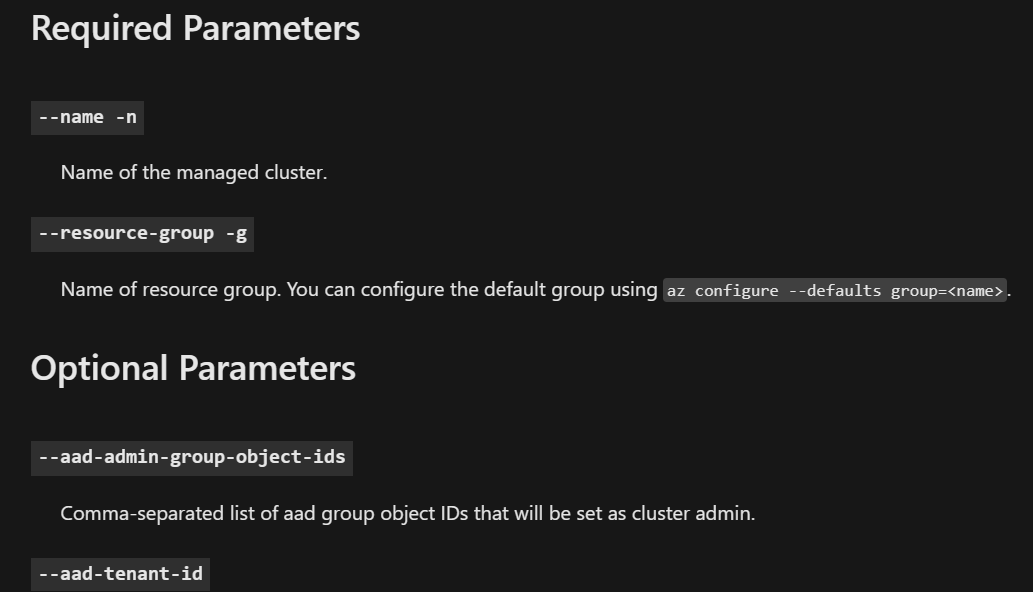 Required Parameters
--name -n
Name of the managed cluster.
--resource-group -g
Name of resource group. You can configure the default group using az configure --defaults group=<name>.
Optional Parameters
--aad-admin-group-object-ids
Comma-separated list of aad group object IDs that will be set as cluster admin.
--aad-tenant-id